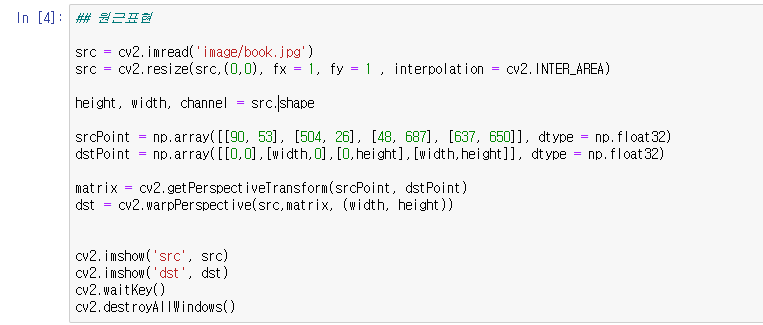 In [4]: ## 원근표현
src = cv2.imread('image/book.jpg')
src = cv2.resize(src,(0,0), fx = 1, fy = 1 , interpolation = cv2.INTER_AREA)
height, width, channel = src.shape
srcPoint = np.array([[90, 53], [504, 26], [48, 687], [637, 650]], dtype = np.float32)
dstPoint = np.array([[0,0],[width,0],[0,height],[width,height]], dtype = np.float32)
matrix = cv2.getPerspectiveTransform(srcPoint, dstPoint)
dst = cv2.warpPerspective(src,matrix, (width, height))
cv2.imshow('src', src)
cv2.imshow('dst', dst)
cv2.waitKey()
cv2.destroyAllWindows()